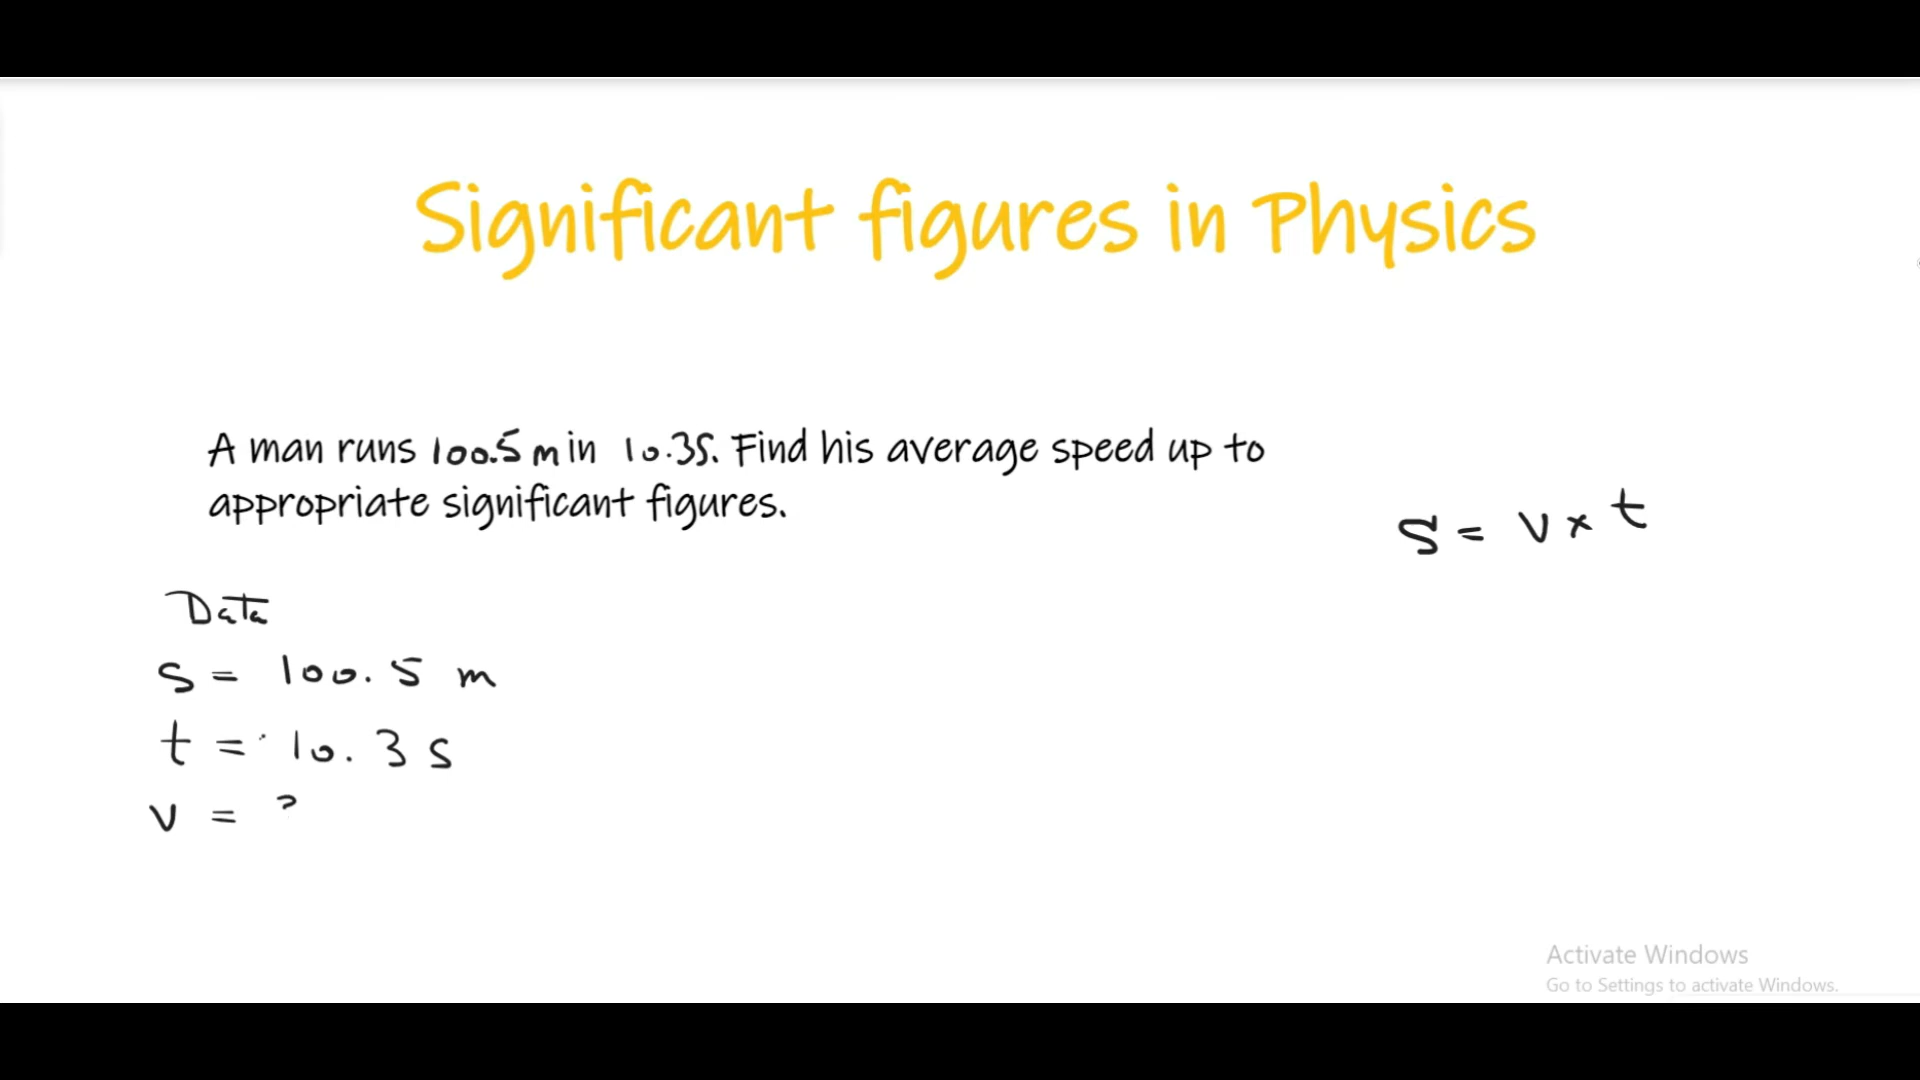 Significant figures in Physics
A man runs 100.5 m in 10.3s. Find his average speed up to
appropriate significant figures.
S = v × t
Data
S = 100.5 m
t = 10.3 s
v = ?
Activate Windows
Go to Settings to activate Windows.